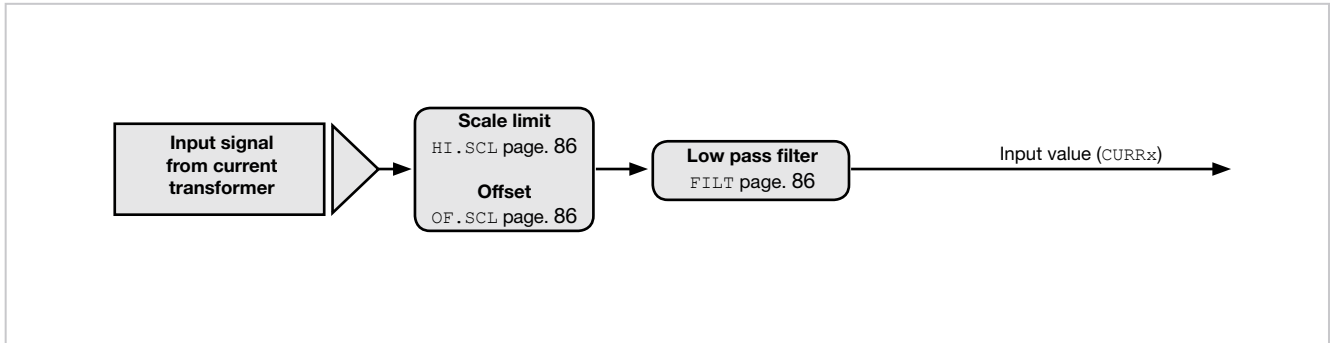 Input signal
from current
transformer
Scale limit
HI.SCL page. 86
Offset
OF.SCL page. 86
Low pass filter
FILT page. 86
Input value (CURRx)